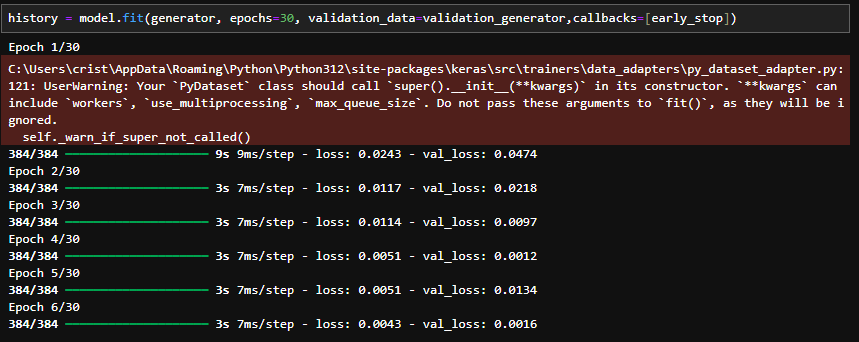 history = model.fit(generator, epochs=30, validation_data=validation_generator,callbacks=[early_stop])
Epoch 1/30
C:\Users\crist\AppData\Roaming\Python\Python312\site-packages\keras\src\trainers\data_adapters\py_dataset_adapter.py:
121: UserWarning: Your `PyDataset` class should call `super().__init__(**kwargs)` in its constructor. `**kwargs` can
include `workers`, `use_multiprocessing`, `max_queue_size`. Do not pass these arguments to `fit()`, as they will be i
gnored.
self._warn_if_super_not_called()
384/384 9s 9ms/step - loss: 0.0243 - val_loss: 0.0474
Epoch 2/30
384/384 3s 7ms/step - loss: 0.0117 - val_loss: 0.0218
Epoch 3/30
384/384 3s 7ms/step - loss: 0.0114 - val_loss: 0.0097
Epoch 4/30
384/384 3s 7ms/step - loss: 0.0051 - val_loss: 0.0012
Epoch 5/30
384/384 3s 7ms/step - loss: 0.0051 - val_loss: 0.0134
Epoch 6/30
384/384 3s 7ms/step - loss: 0.0043 - val_loss: 0.0016